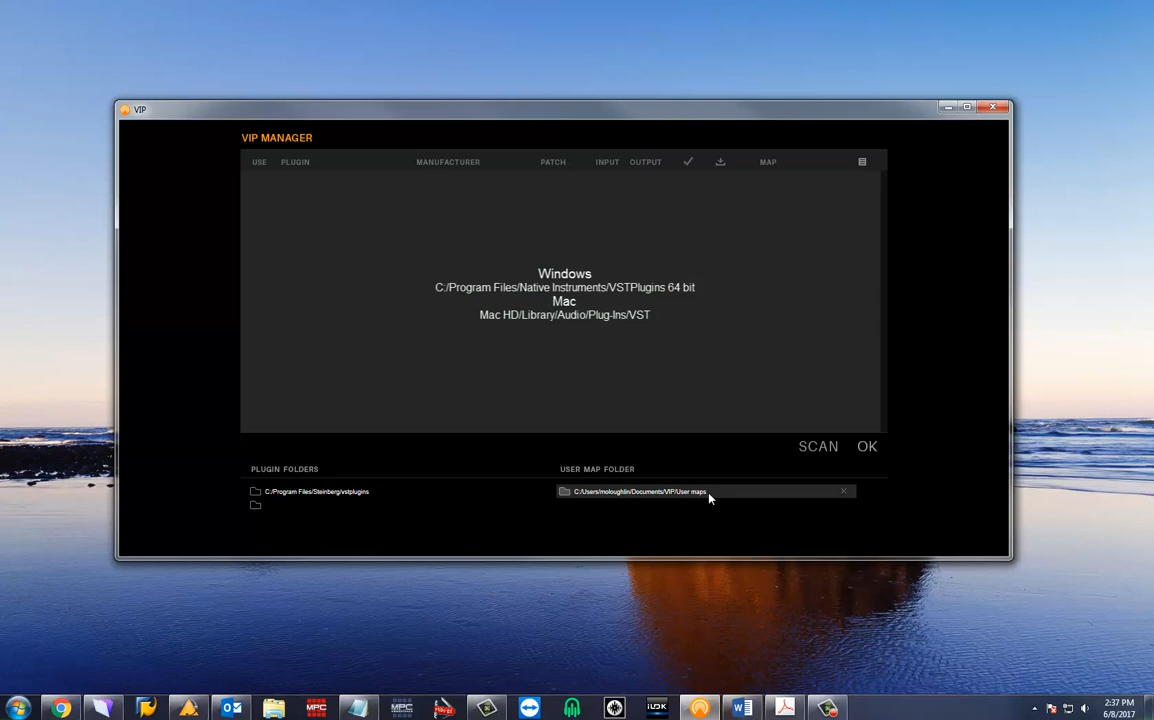 VIP
VIP MANAGER
USE PLUGIN MANUFACTURER PATCH INPUT OUTPUT MAP
Windows
C:/Program Files/Native Instruments/VSTPlugins 64 bit
Mac
Mac HD/Library/Audio/Plug-Ins/VST
SCAN OK
PLUGIN FOLDERS
C:/Program Files/Steinberg/vstplugins
USER MAP FOLDER
C:/Users/moloughlin/Documents/VIP/User maps
MPC
MPC
iLOK
2:37 PM
6/8/2017